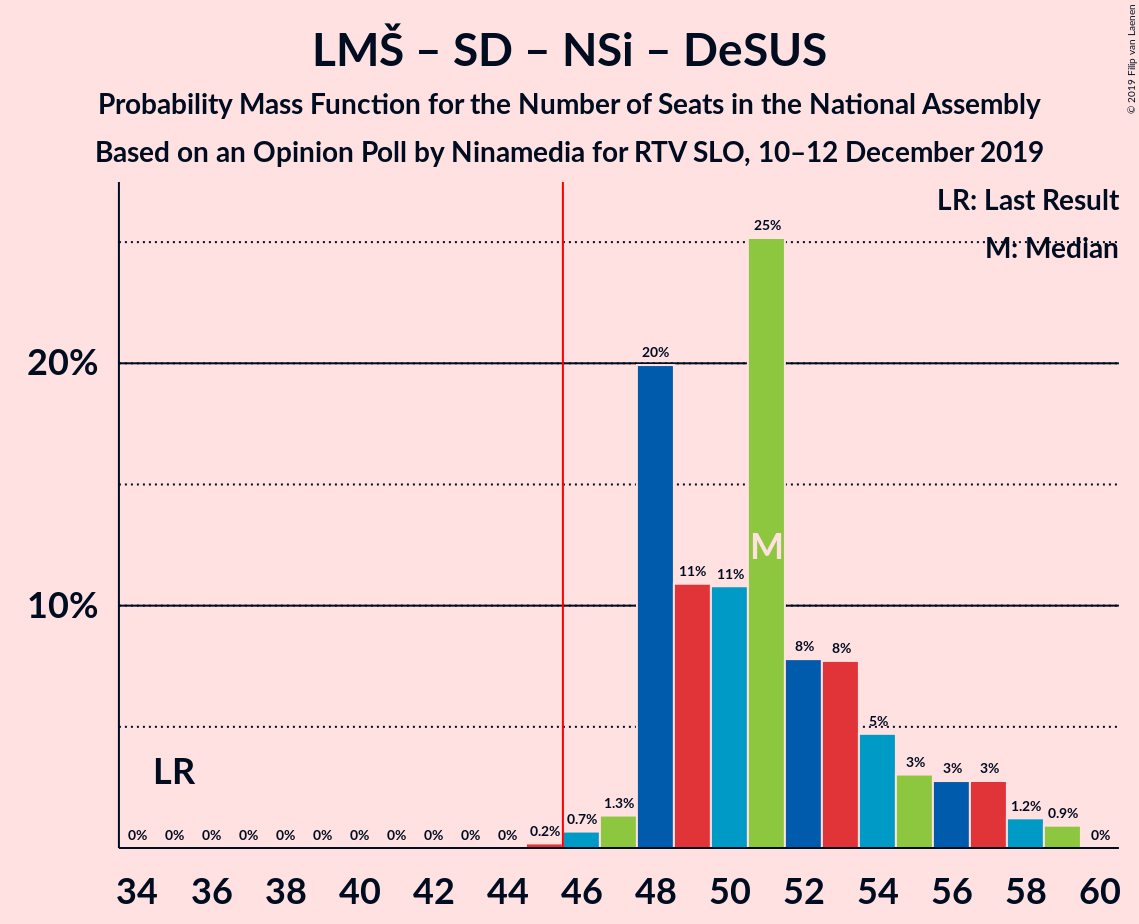 LMŠ – SD – NSi – DeSUS
Probability Mass Function for the Number of Seats in the National Assembly
Based on an Opinion Poll by Ninamedia for RTV SLO, 10–12 December 2019
© 2019 Filip van Laenen
LR: Last Result
M: Median
20%
10%
LR
M
0% 0% 0% 0% 0% 0% 0% 0% 0% 0% 0% 0.2% 0.7% 1.3% 20% 11% 11% 25% 8% 8% 5% 3% 3% 3% 1.2% 0.9% 0%
34 36 38 40 42 44 46 48 50 52 54 56 58 60